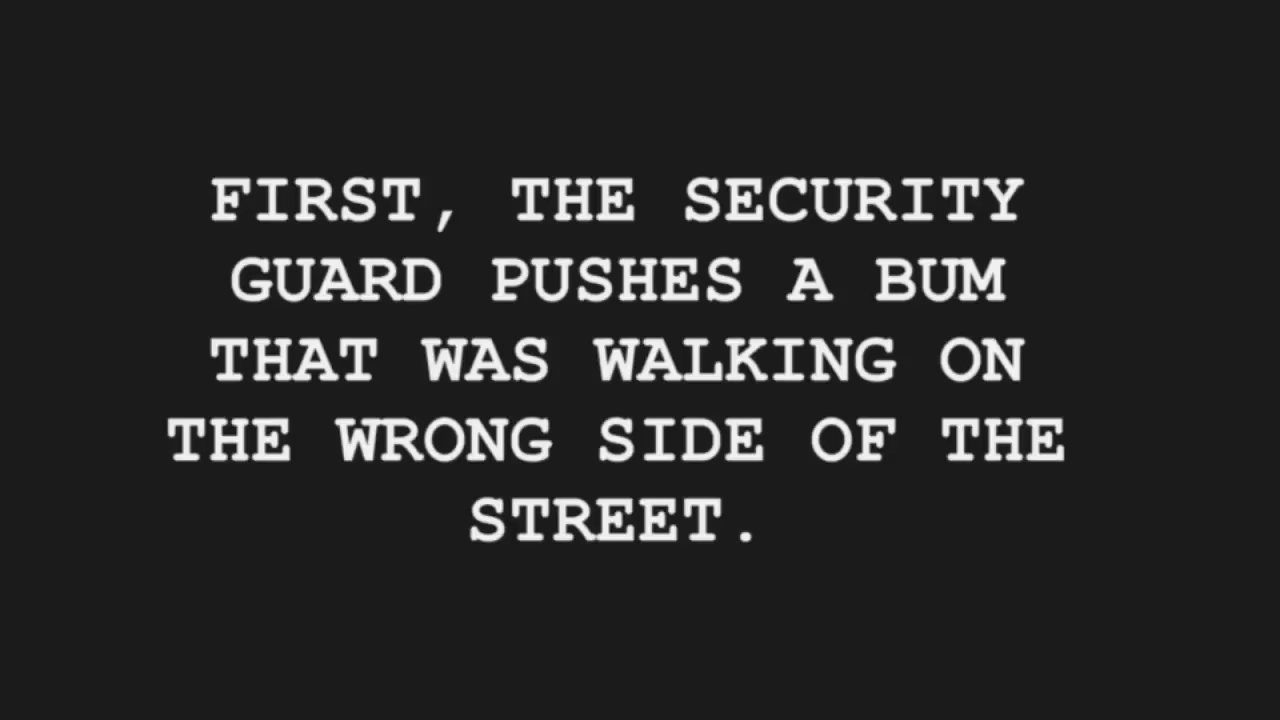 FIRST, THE SECURITY
GUARD PUSHES A BUM
THAT WAS WALKING ON
THE WRONG SIDE OF THE
STREET.